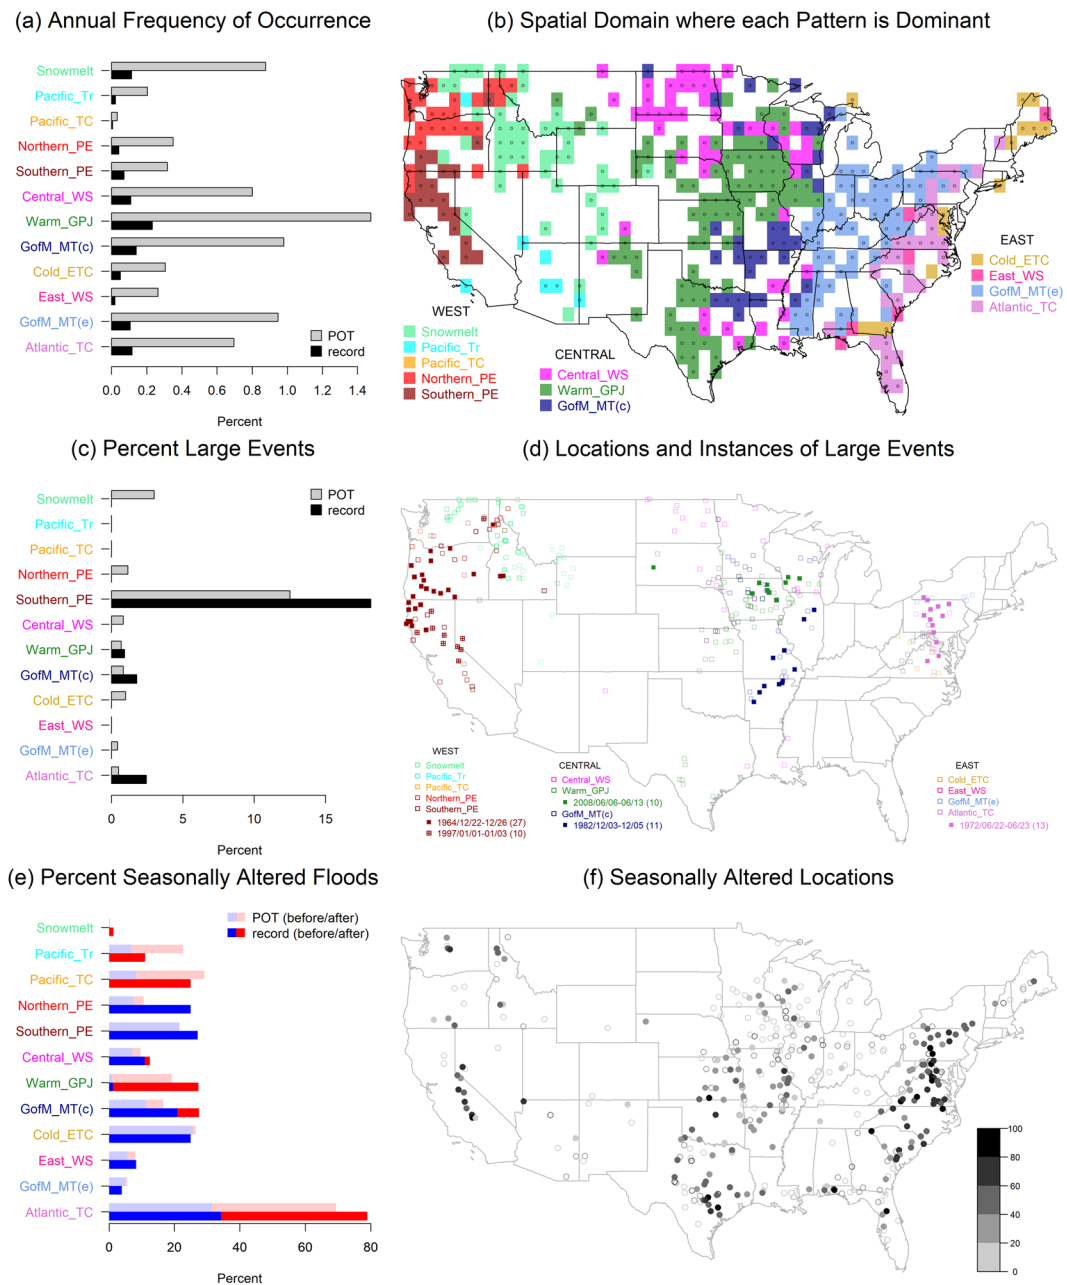 (a) Annual Frequency of Occurrence
Snowmelt
Pacific_Tr
Pacific_TC
Northern_PE
Southern_PE
Central_WS
Warm_GPJ
GofM_MT(c)
Cold_ETC
East_WS
GofM_MT(e)
Atlantic_TC
POT
record
0.0 0.2 0.4 0.6 0.8 1.0 1.2 1.4
Percent
(b) Spatial Domain where each Pattern is Dominant
WEST
Snowmelt
Pacific_Tr
Pacific_TC
Northern_PE
Southern_PE
CENTRAL
Central_WS
Warm_GPJ
GofM_MT(c)
EAST
Cold_ETC
East_WS
GofM_MT(e)
Atlantic_TC
(c) Percent Large Events
Snowmelt
Pacific_Tr
Pacific_TC
Northern_PE
Southern_PE
Central_WS
Warm_GPJ
GofM_MT(c)
Cold_ETC
East_WS
GofM_MT(e)
Atlantic_TC
POT
record
0 5 10 15
Percent
(d) Locations and Instances of Large Events
WEST
Snowmelt
Pacific_Tr
Pacific_TC
Northern_PE
Southern_PE
1964/12/22-12/26 (27)
1997/01/01-01/03 (10)
CENTRAL
Central_WS
Warm_GPJ
2008/06/06-06/13 (10)
GofM_MT(c)
1982/12/03-12/05 (11)
EAST
Cold_ETC
East_WS
GofM_MT(e)
Atlantic_TC
1972/06/22-06/23 (13)
(e) Percent Seasonally Altered Floods
Snowmelt
Pacific_Tr
Pacific_TC
Northern_PE
Southern_PE
Central_WS
Warm_GPJ
GofM_MT(c)
Cold_ETC
East_WS
GofM_MT(e)
Atlantic_TC
POT (before/after)
record (before/after)
0 20 40 60 80
Percent
(f) Seasonally Altered Locations
100
80
60
40
20
0